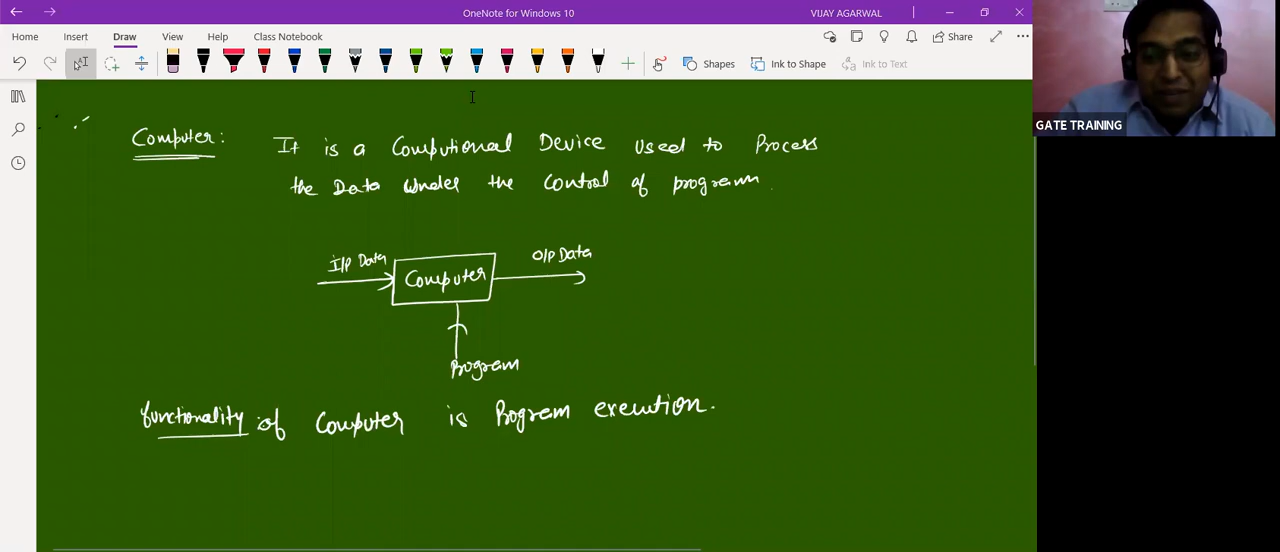 OneNote for Windows 10
VIJAY AGARWAL
Home Insert Draw View Help Class Notebook
Share
Shapes Ink to Shape Ink to Text
GATE TRAINING
Computer: It is a Computional Device used to Process
the Data under the Control of program.
I/P Data
O/P Data
Computer
Program
functionality of Computer is Program execution.